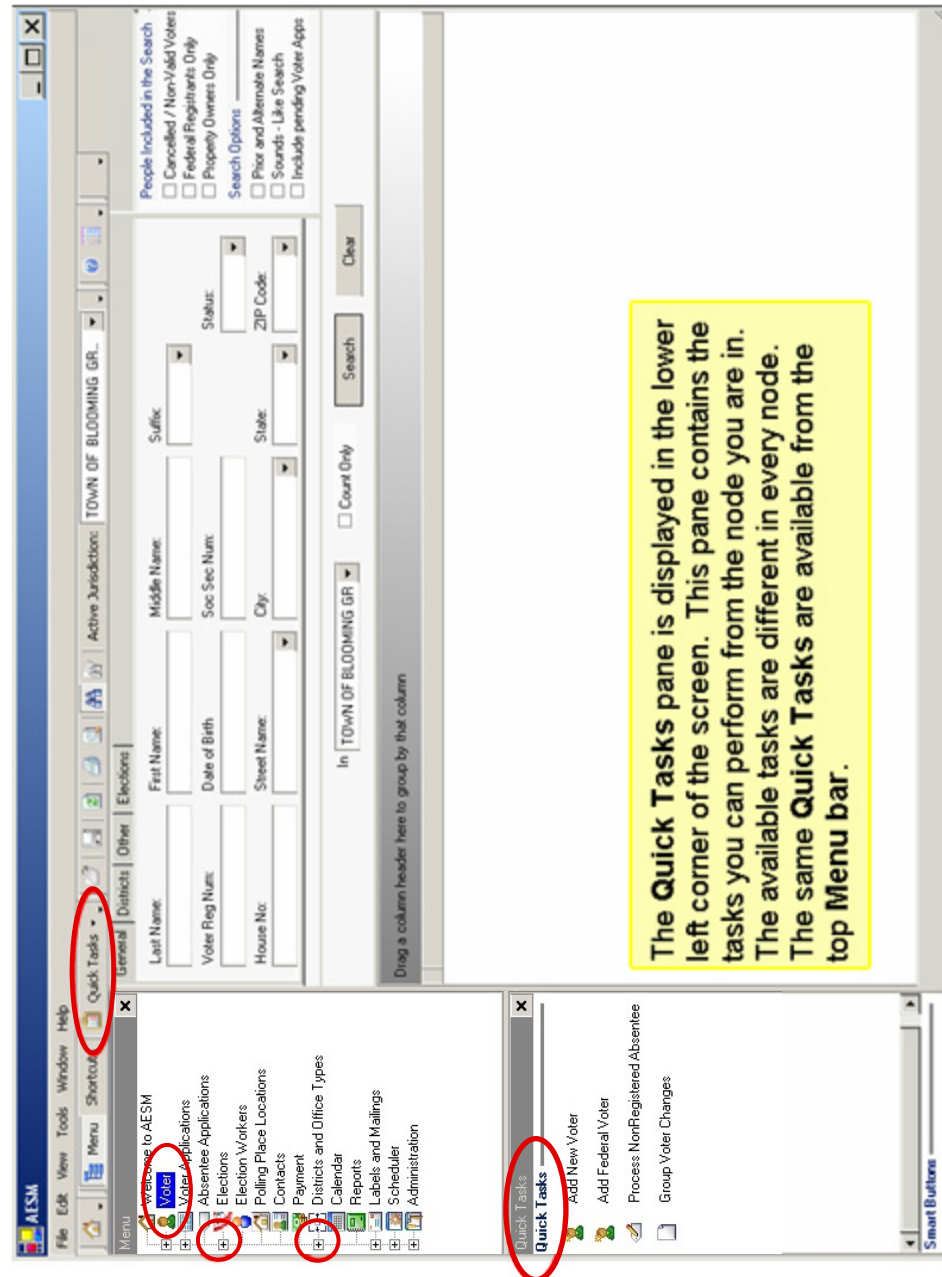 AESM
File Edit View Tools Window Help
Menu Shortcuts Quick Tasks Active Jurisdiction: TOWN OF BLOOMING GR...
Menu
Welcome to AESM
Voter
Voter Applications
Absentee Applications
Elections
Election Workers
Polling Place Locations
Contacts
Payment
Districts and Office Types
Calendar
Reports
Labels and Mailings
Scheduler
Administration
Quick Tasks
Quick Tasks
Add New Voter
Add Federal Voter
Process NonRegistered Absentee
Group Voter Changes
Smart Buttons
General Districts Other Elections
Last Name: First Name: Middle Name: Suffix:
Voter Reg Num: Date of Birth Soc Sec Num: Status:
House No: Street Name: City: State: ZIP Code:
People Included in the Search
Cancelled / Non-Valid Voters
Federal Registrants Only
Property Owners Only
Search Options
Prior and Alternate Names
Sounds - Like Search
Include pending Voter Apps
In TOWN OF BLOOMING GR Count Only Search Clear
Drag a column header here to group by that column
The Quick Tasks pane is displayed in the lower
left corner of the screen. This pane contains the
tasks you can perform from the node you are in.
The available tasks are different in every node.
The same Quick Tasks are available from the
top Menu bar.